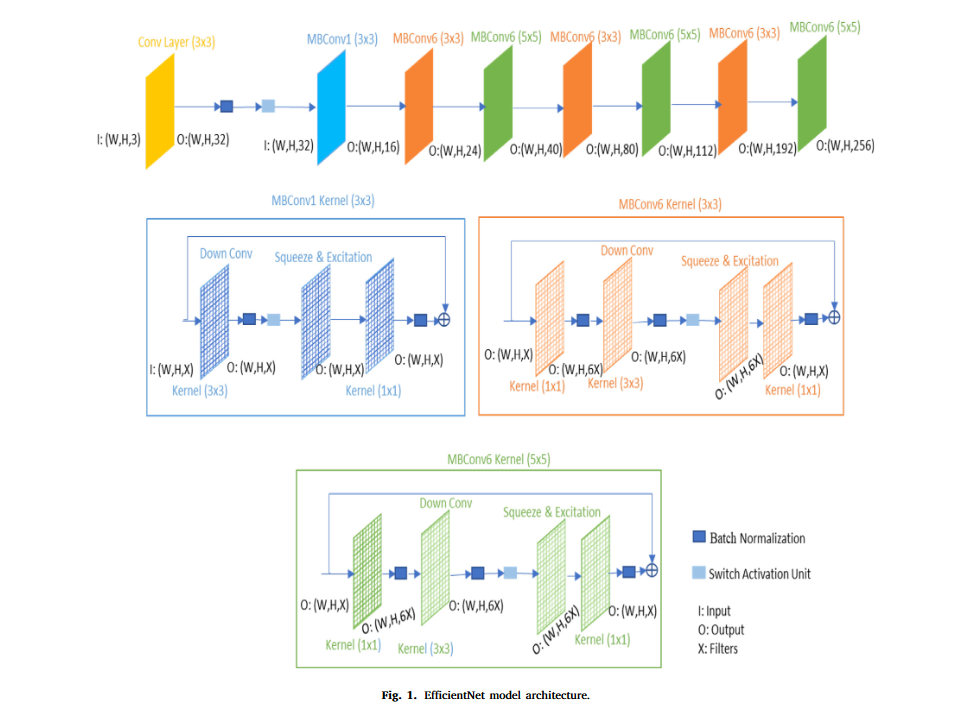 Conv Layer (3x3)
MBConv1 (3x3)
MBConv6 (3x3)
MBConv6 (5x5)
MBConv6 (3x3)
MBConv6 (5x5)
MBConv6 (3x3)
MBConv6 (5x5)
I: (W,H,3)
O:(W,H,32)
I: (W,H,32)
O:(W,H,16)
O:(W,H,24)
O:(W,H,40)
O:(W,H,80)
O:(W,H,112)
O:(W,H,192)
O:(W,H,256)
MBConv1 Kernel (3x3)
Down Conv
Squeeze & Excitation
I: (W,H,X)
O: (W,H,X)
O: (W,H,X)
O: (W,H,X)
Kernel (3x3)
Kernel (1x1)
MBConv6 Kernel (3x3)
Down Conv
Squeeze & Excitation
O: (W,H,X)
O: (W,H,6X)
O: (W,H,6X)
O: (W,H,6X)
O: (W,H,X)
Kernel (1x1)
Kernel (3x3)
Kernel (1x1)
MBConv6 Kernel (5x5)
Down Conv
Squeeze & Excitation
O: (W,H,X)
O: (W,H,6X)
O: (W,H,6X)
O: (W,H,6X)
O: (W,H,X)
Kernel (1x1)
Kernel (3x3)
Kernel (1x1)
Batch Normalization
Switch Activation Unit
I: Input
O: Output
X: Filters
Fig. 1. EfficientNet model architecture.